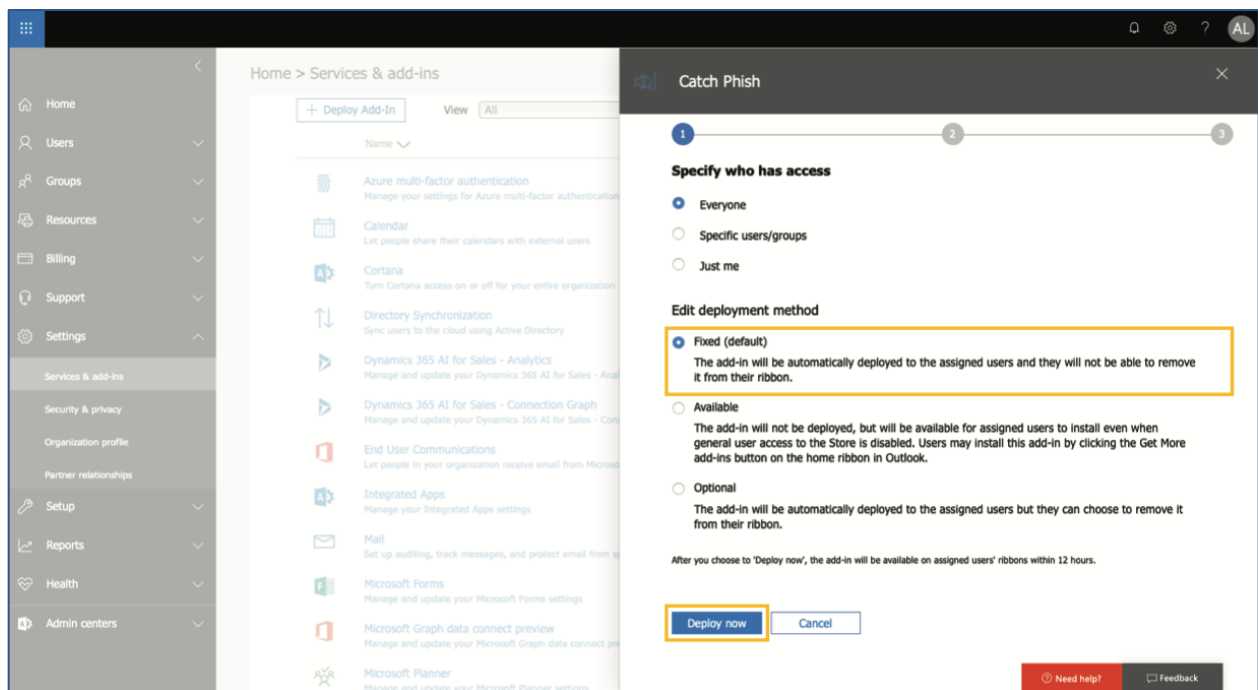 AL
Home
Users
Groups
Resources
Billing
Support
Settings
Services & add-ins
Security & privacy
Organization profile
Partner relationships
Setup
Reports
Health
Admin centers
Home > Services & add-ins
+ Deploy Add-In View All
Name
Azure multi-factor authentication
Manage your settings for Azure multi-factor authentication
Calendar
Let people share their calendars with external users
Cortana
Turn Cortana access on or off for your entire organization
Directory Synchronization
Sync users to the cloud using Active Directory
Dynamics 365 AI for Sales - Analytics
Manage and update your Dynamics 365 AI for Sales - Anal
Dynamics 365 AI for Sales - Connection Graph
Manage and update your Dynamics 365 AI for Sales - Con
End User Communications
Let people in your organization receive email from Microso
Integrated Apps
Manage your Integrated Apps settings
Mail
Set up auditing, track messages, and protect email from s
Microsoft Forms
Manage and update your Microsoft Forms settings
Microsoft Graph data connect preview
Manage and update your Microsoft Graph data connect pre
Microsoft Planner
Manage and update your Microsoft Planner settings
Catch Phish
1 2 3
Specify who has access
Everyone
Specific users/groups
Just me
Edit deployment method
Fixed (default)
The add-in will be automatically deployed to the assigned users and they will not be able to remove
it from their ribbon.
Available
The add-in will not be deployed, but will be available for assigned users to install even when
general user access to the Store is disabled. Users may install this add-in by clicking the Get More
add-ins button on the home ribbon in Outlook.
Optional
The add-in will be automatically deployed to the assigned users but they can choose to remove it
from their ribbon.
After you choose to 'Deploy now', the add-in will be available on assigned users' ribbons within 12 hours.
Deploy now Cancel
Need help? Feedback